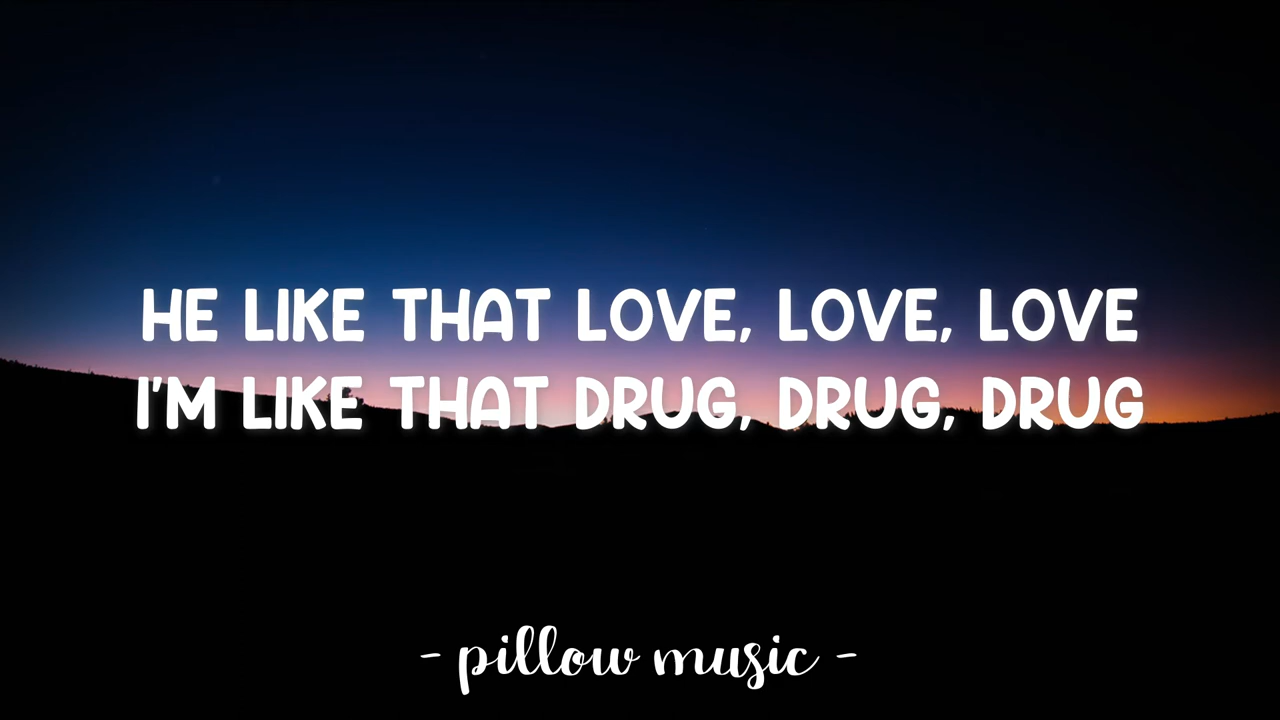 HE LIKE THAT LOVE, LOVE, LOVE
I'M LIKE THAT DRUG, DRUG, DRUG
- pillow music -